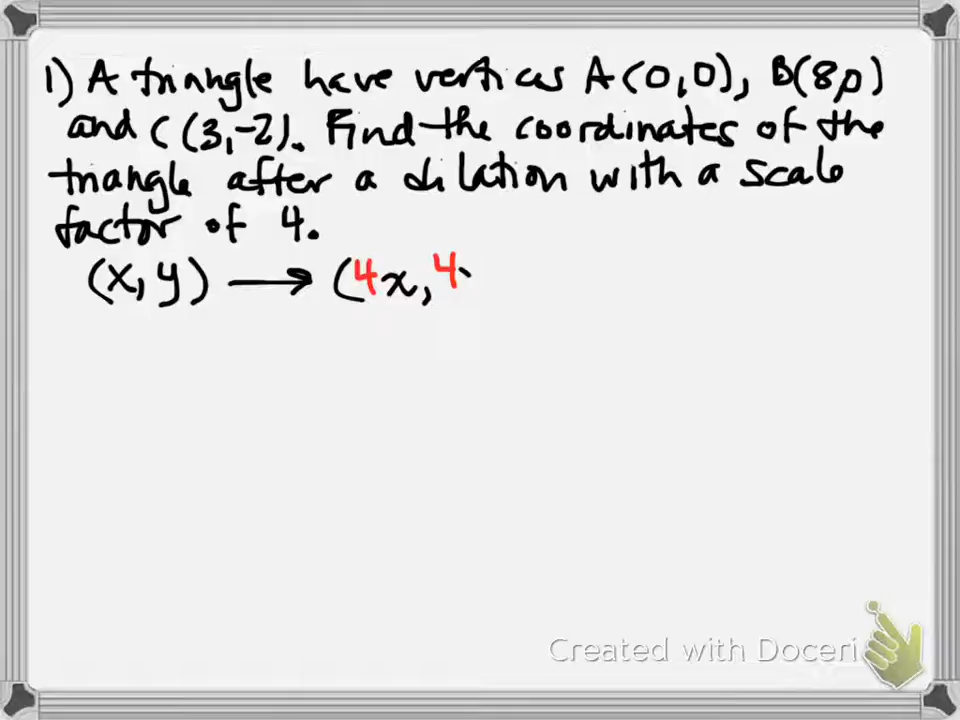 1) A triangle have vertices A(0,0), B(8,0)
and C(3,-2). Find the coordinates of the
triangle after a dilation with a scale
factor of 4.
(x,y) → (4x,4
Created with Doceri